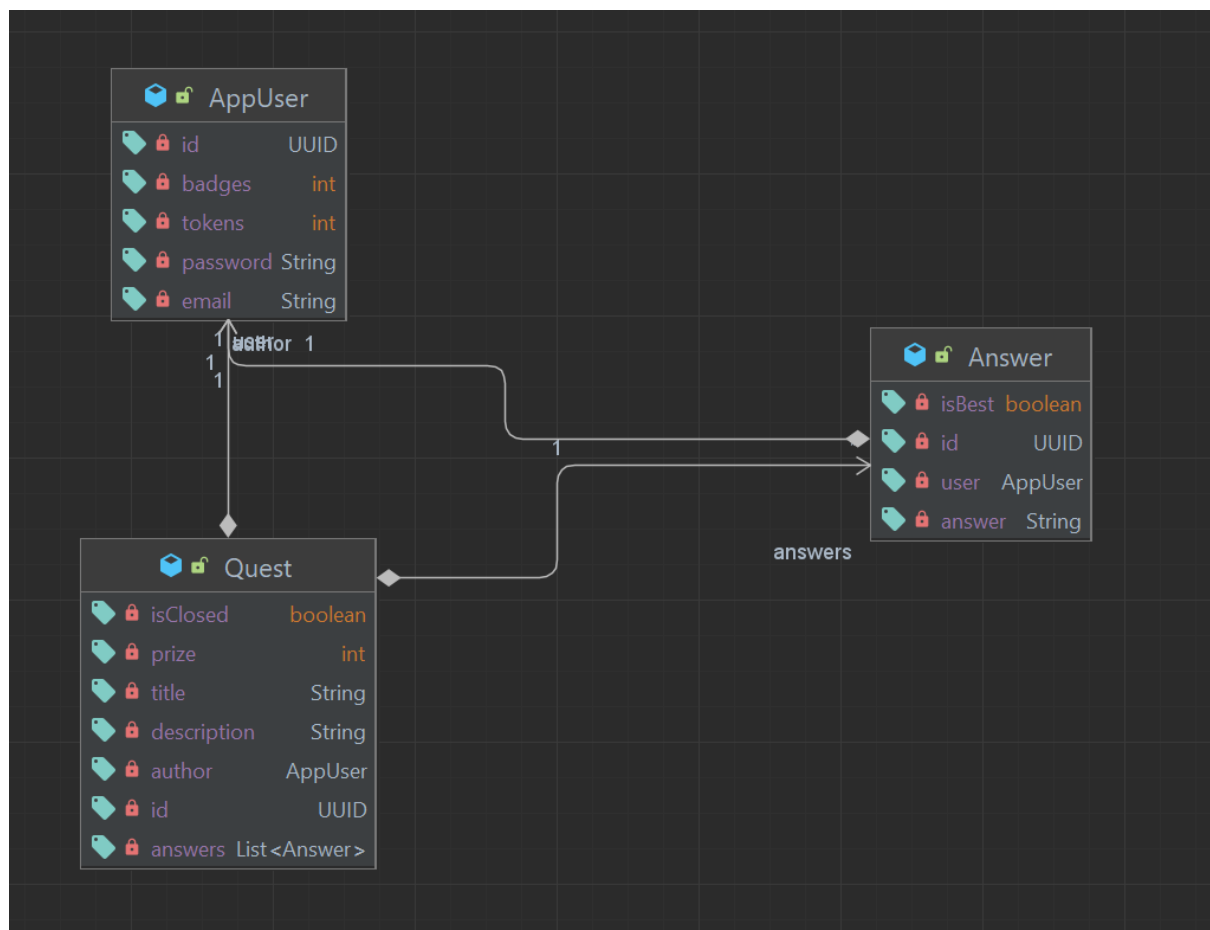 AppUser
id UUID
badges int
tokens int
password String
email String
1 user
author 1
1
1
Answer
isBest boolean
id UUID
user AppUser
answer String
1
answers
Quest
isClosed boolean
prize int
title String
description String
author AppUser
id UUID
answers List<Answer>